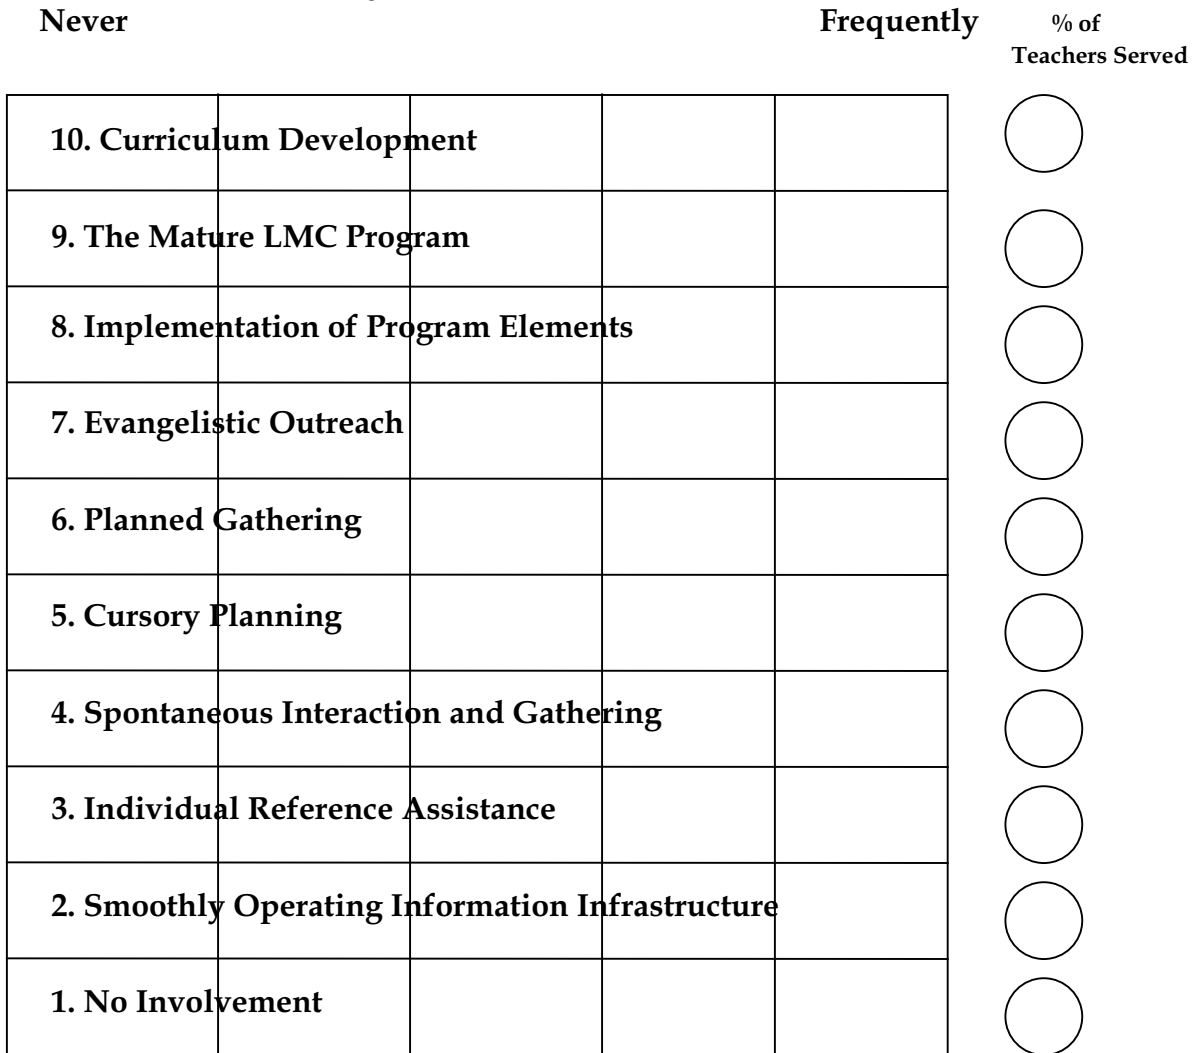 Never Frequently % of
Teachers Served
10. Curriculum Development
9. The Mature LMC Program
8. Implementation of Program Elements
7. Evangelistic Outreach
6. Planned Gathering
5. Cursory Planning
4. Spontaneous Interaction and Gathering
3. Individual Reference Assistance
2. Smoothly Operating Information Infrastructure
1. No Involvement